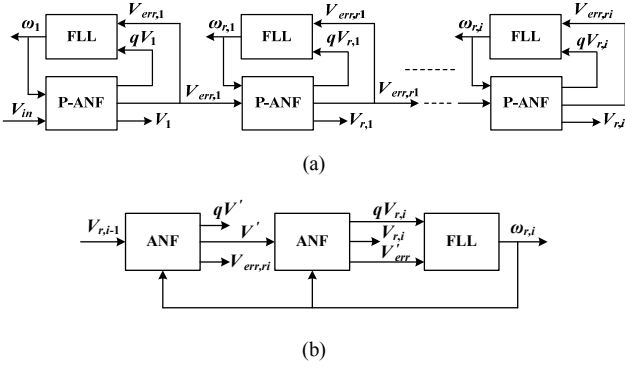 ω1 FLL Verr,1 qV1 ωr,1 FLL Verr,r1 qVr,1 ωr,i FLL Verr,ri qVr,i
Vin P-ANF Verr,1 V1 P-ANF Verr,r1 Vr,1 P-ANF Vr,i
(a)
Vr,i-1 ANF qV' V' Verr,ri ANF qVr,i Vr,i V'err FLL ωr,i
(b)